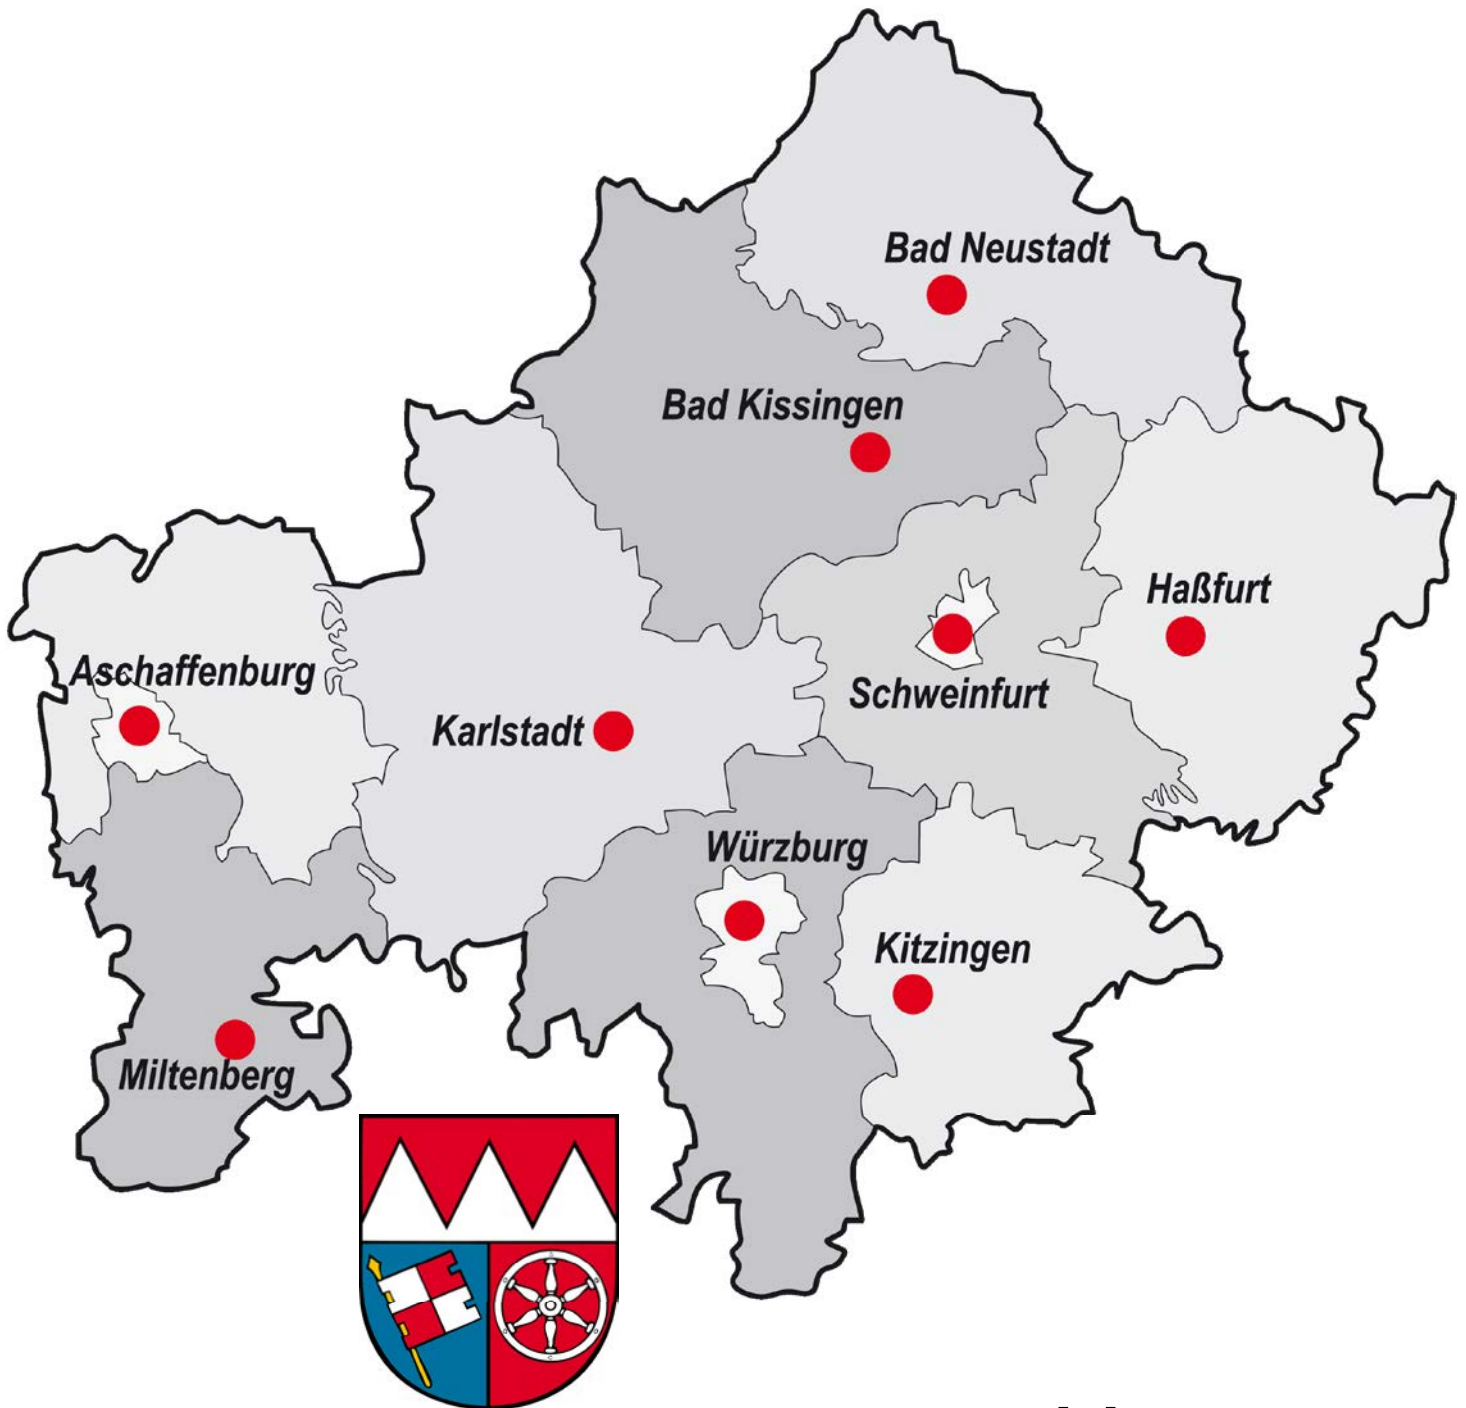 Bad Neustadt
Bad Kissingen
Haßfurt
Aschaffenburg
Schweinfurt
Karlstadt
Würzburg
Kitzingen
Miltenberg